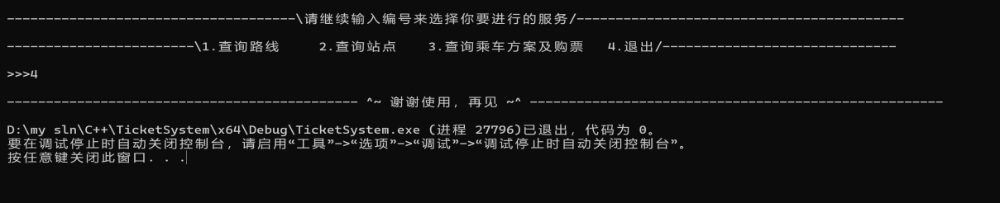 -------------------------------------\请继续输入编号来选择你要进行的服务/------------------------------------------
------------------------\1.查询路线     2.查询站点    3.查询乘车方案及购票   4.退出/------------------------------
>>>4
--------------------------------------------- ^~ 谢谢使用，再见 ~^ -----------------------------------------------------
D:\my sln\C++\TicketSystem\x64\Debug\TicketSystem.exe (进程 27796)已退出，代码为 0。
要在调试停止时自动关闭控制台，请启用“工具”->“选项”->“调试”->“调试停止时自动关闭控制台”。
按任意键关闭此窗口. . .